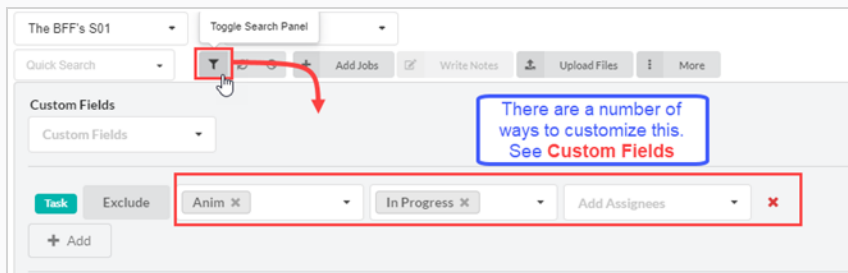 The BFF's S01
Toggle Search Panel
Quick Search
Add Jobs
Write Notes
Upload Files
More
Custom Fields
Custom Fields
There are a number of
ways to customize this.
See Custom Fields
Task
Exclude
Anim
In Progress
Add Assignees
+ Add